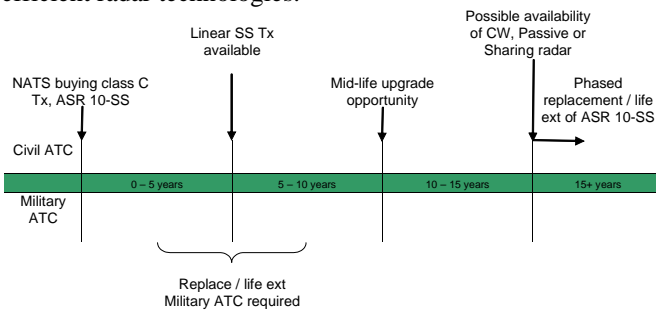 efficient radar technologies.
Possible availability
of CW, Passive or
Sharing radar
Linear SS Tx
available
NATS buying class C
Tx, ASR 10-SS
Mid-life upgrade
opportunity
Phased
replacement / life
ext of ASR 10-SS
Civil ATC
0 – 5 years
5 – 10 years
10 – 15 years
15+ years
Military
ATC
Replace / life ext
Military ATC required